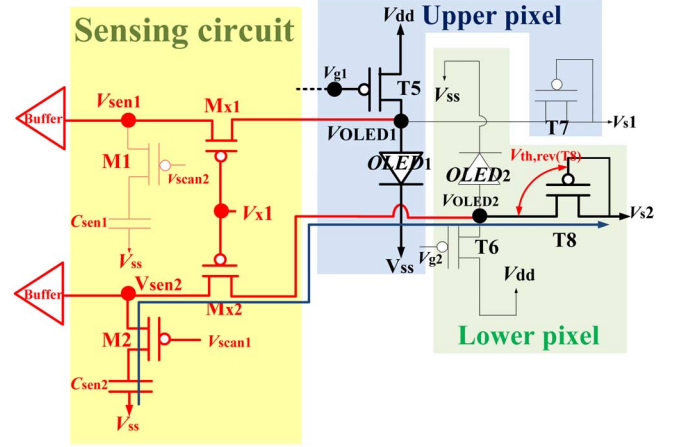 Sensing circuit
Upper pixel
Vdd
Vg1
T5
Vss
T7
Vs1
Buffer
Vsen1
Mx1
VOLED1
M1
Vscan2
OLED1
OLED2
Vth,rev(T8)
Csen1
Vss
Vx1
VOLED2
Vs2
T8
T6
Vg2
Vss
Vdd
Buffer
Vsen2
Mx2
M2
Vscan1
Lower pixel
Csen2
Vss